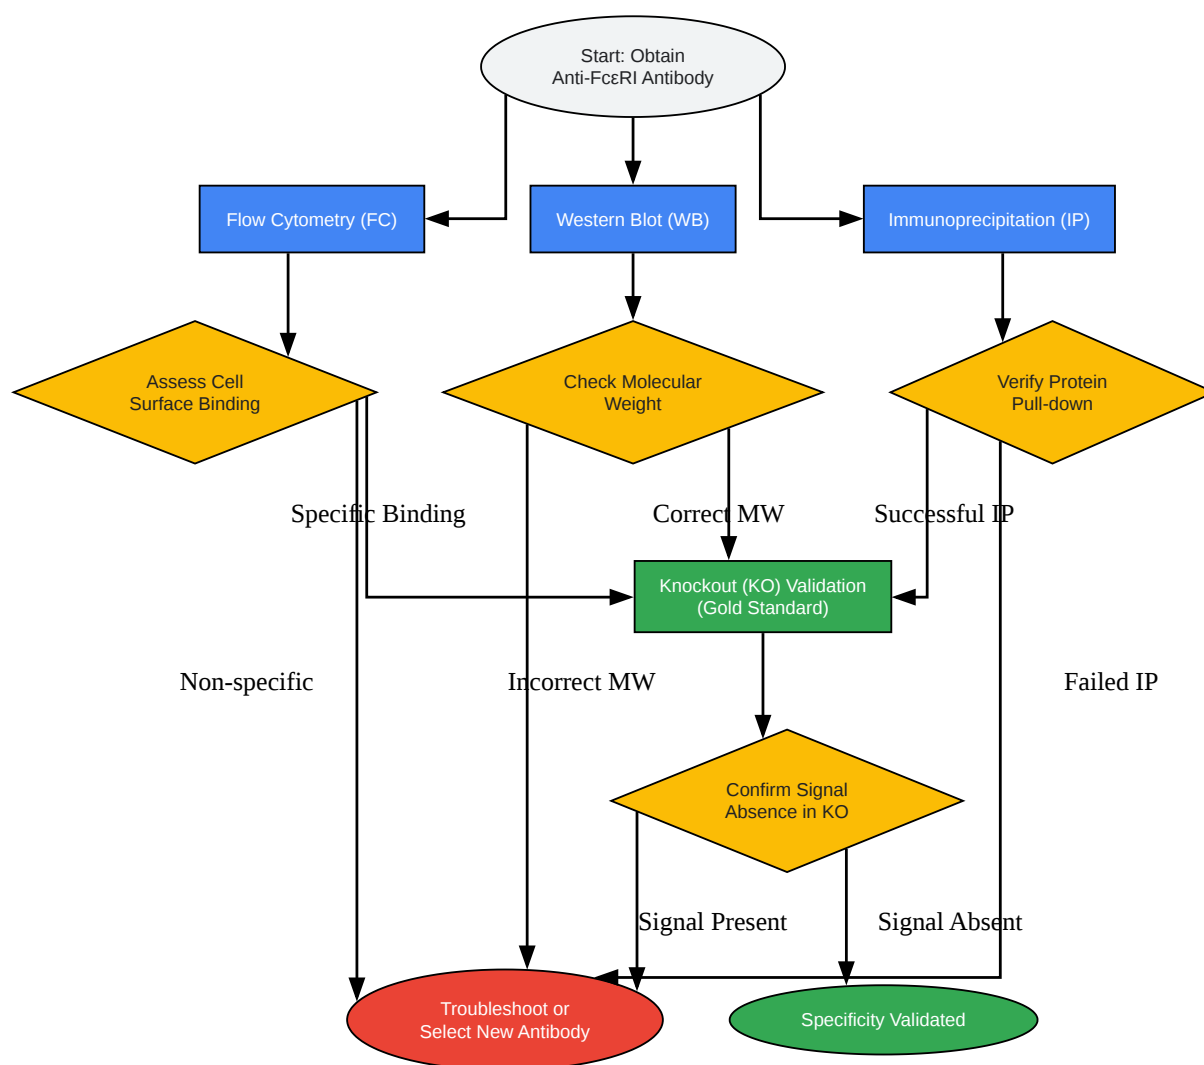 Start: Obtain
Anti-FcεRI Antibody
Flow Cytometry (FC)
Western Blot (WB)
Immunoprecipitation (IP)
Assess Cell
Surface Binding
Check Molecular
Weight
Verify Protein
Pull-down
Specific Binding
Correct MW
Successful IP
Knockout (KO) Validation
(Gold Standard)
Non-specific
Incorrect MW
Failed IP
Confirm Signal
Absence in KO
Signal Present
Signal Absent
Troubleshoot or
Select New Antibody
Specificity Validated